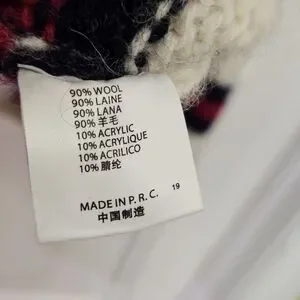 90% WOOL
90% LAINE
90% LANA
90% 羊毛
10% ACRYLIC
10% ACRYLIQUE
10% ACRILICO
10% 腈纶
MADE IN P. R. C. 19
中国制造